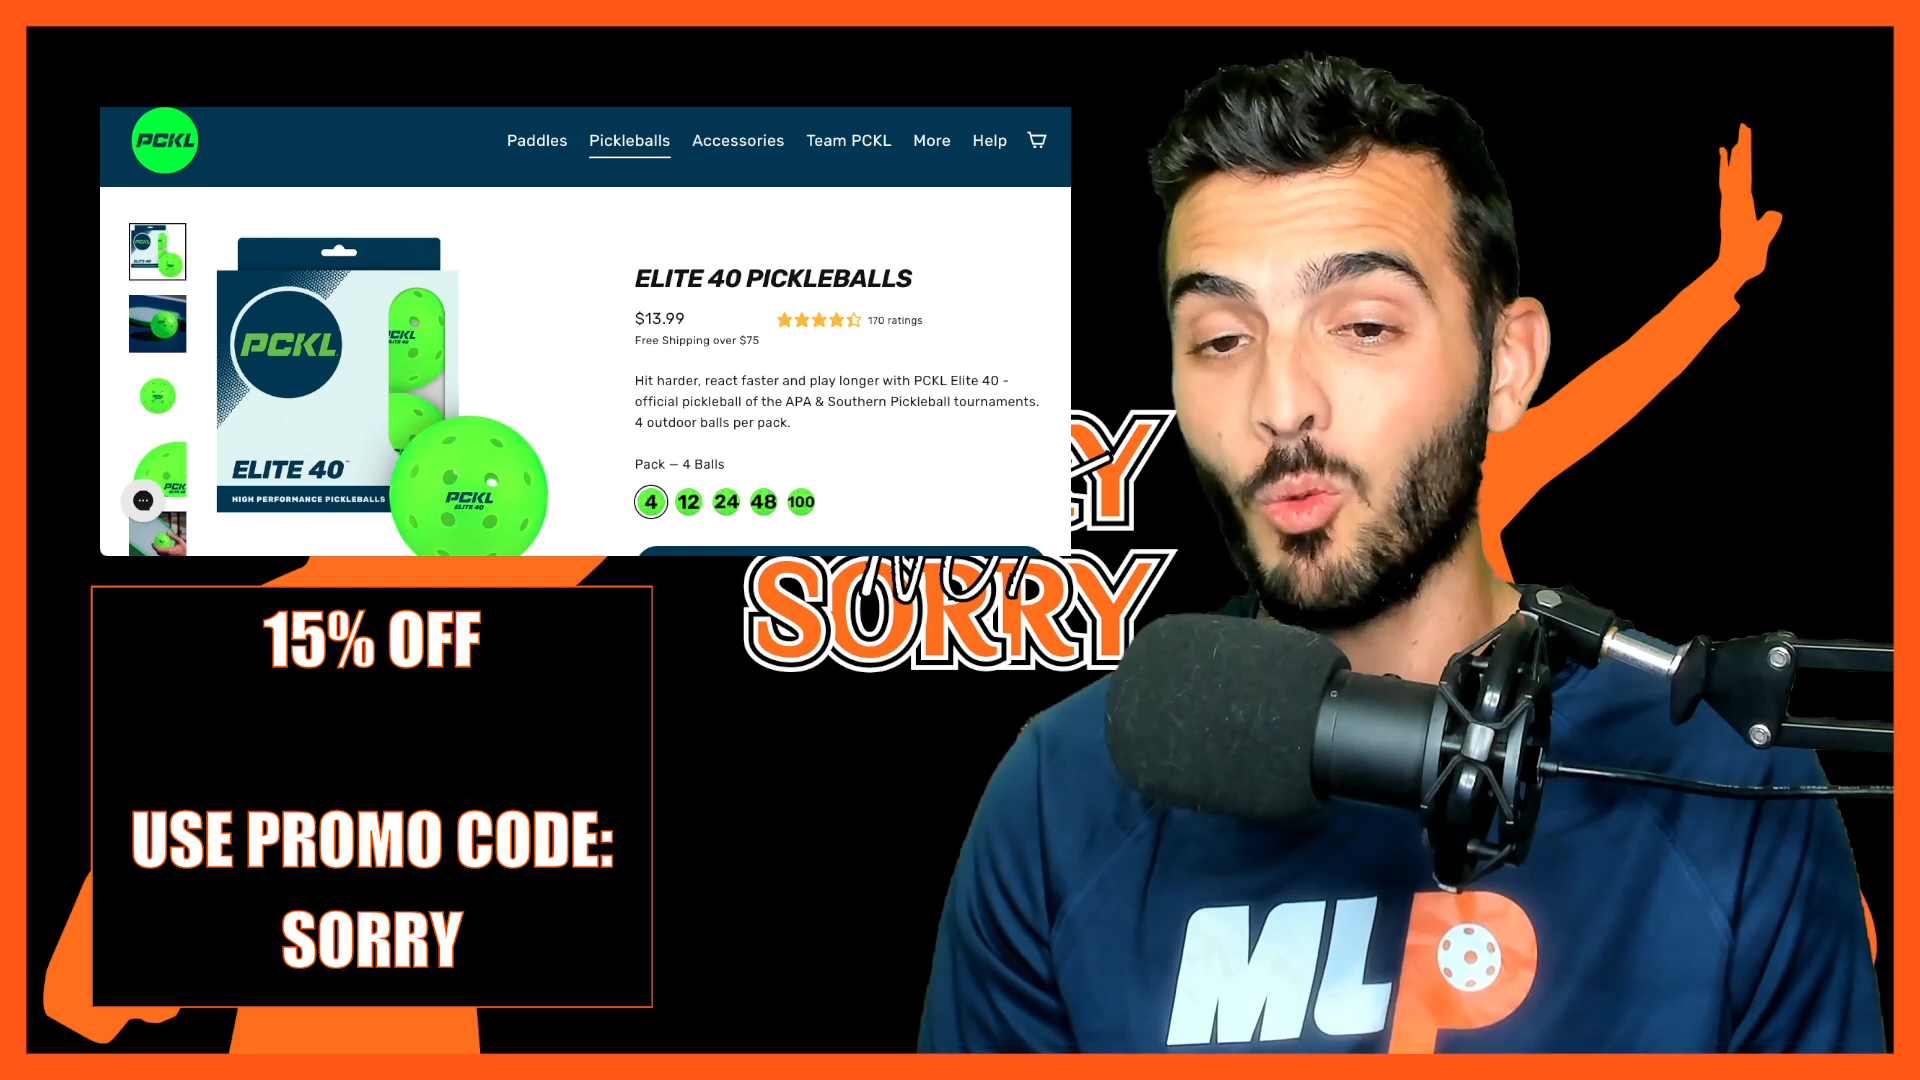 PCKL
Paddles Pickleballs Accessories Team PCKL More Help
ELITE 40 PICKLEBALLS
$13.99
170 ratings
Free Shipping over $75
Hit harder, react faster and play longer with PCKL Elite 40 -
official pickleball of the APA & Southern Pickleball tournaments.
4 outdoor balls per pack.
Pack — 4 Balls
4 12 24 48 100
PCKL
ELITE 40
HIGH PERFORMANCE PICKLEBALLS
PCKL
ELITE 40
SORRY
15% OFF
USE PROMO CODE:
SORRY
MLP